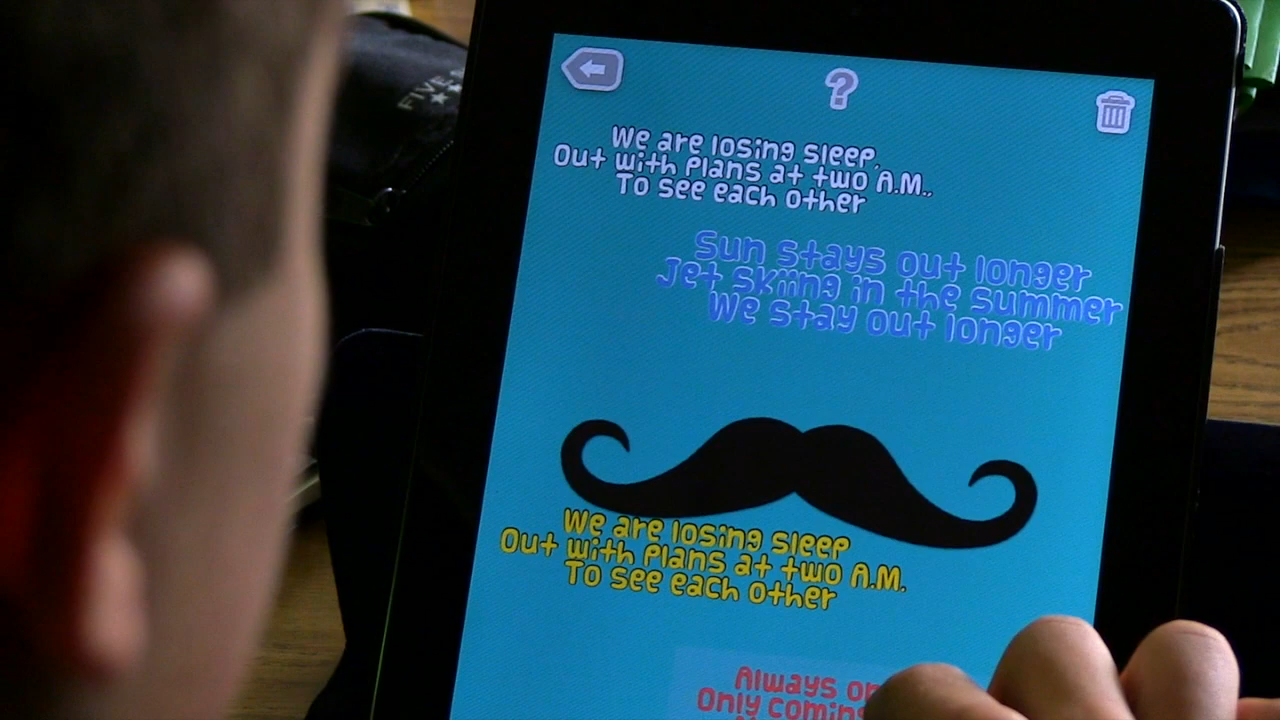 FIVE
?
We are losing sleep,
Out with Plans at two A.M.,
To see each Other
Sun stays out longer
Jet skiing in the summer
We stay out longer
We are losing sleep
Out with Plans at two A.M.
To see each Other
Always
Only coming